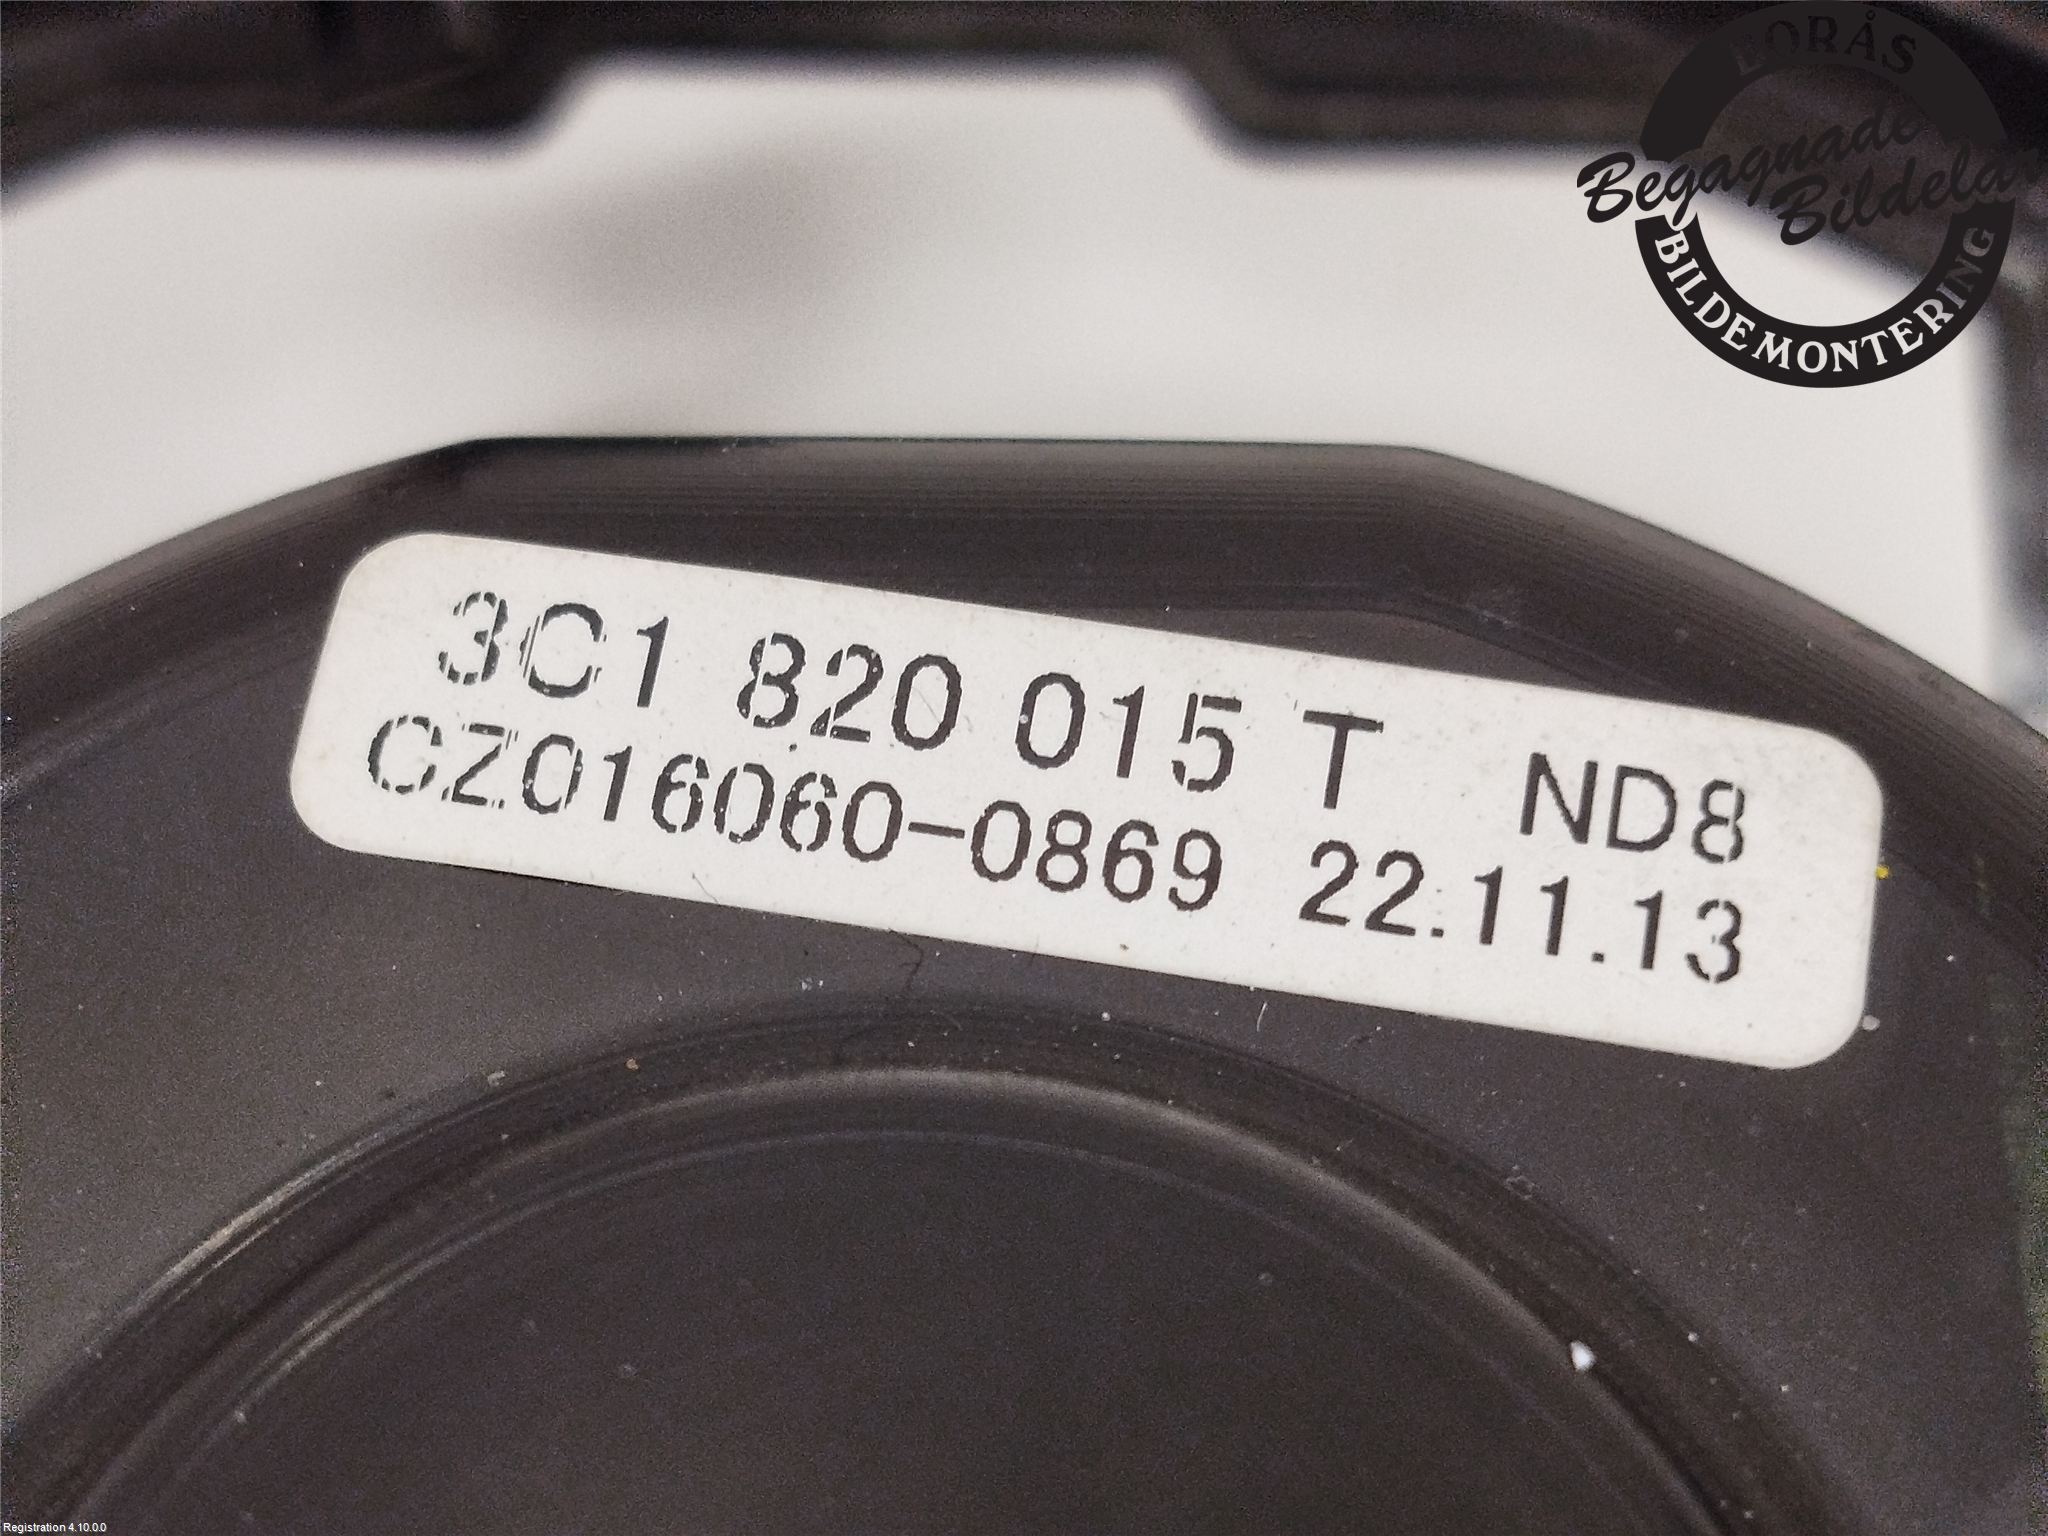 BORÅS
Begagnade
Bildelar
BILDEMONTERING
3C1 820 015 T ND8
CZ016060-0869 22.11.13
Registration 4.10.0.0